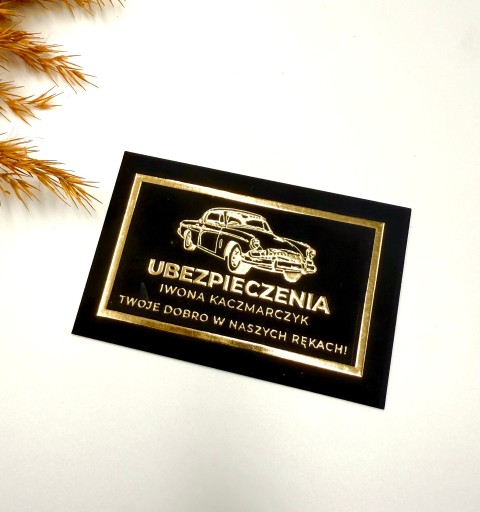 UBEZPIECZENIA
IWONA KACZMARCZYK
TWOJE DOBRO W NASZYCH RĘKACH!